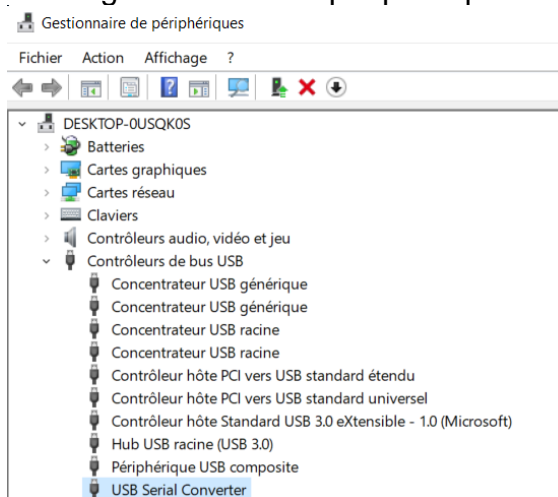 Gestionnaire de périphériques
Fichier Action Affichage ?
DESKTOP-0USQK0S
Batteries
Cartes graphiques
Cartes réseau
Claviers
Contrôleurs audio, vidéo et jeu
Contrôleurs de bus USB
Concentrateur USB générique
Concentrateur USB générique
Concentrateur USB racine
Concentrateur USB racine
Contrôleur hôte PCI vers USB standard étendu
Contrôleur hôte PCI vers USB standard universel
Contrôleur hôte Standard USB 3.0 eXtensible - 1.0 (Microsoft)
Hub USB racine (USB 3.0)
Périphérique USB composite
USB Serial Converter